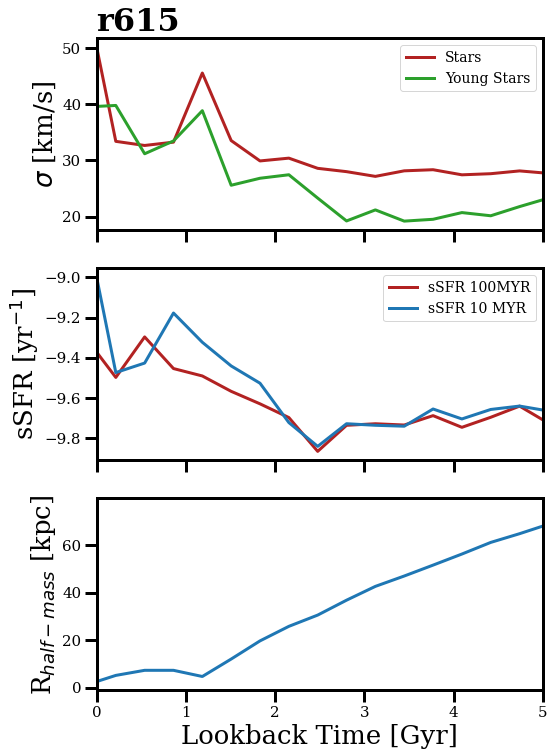 r615
σ [km/s]
50
40
30
20
Stars
Young Stars
sSFR [yr⁻¹]
−9.0
−9.2
−9.4
−9.6
−9.8
sSFR 100MYR
sSFR 10 MYR
R_half−mass [kpc]
60
40
20
0
0 1 2 3 4 5
Lookback Time [Gyr]